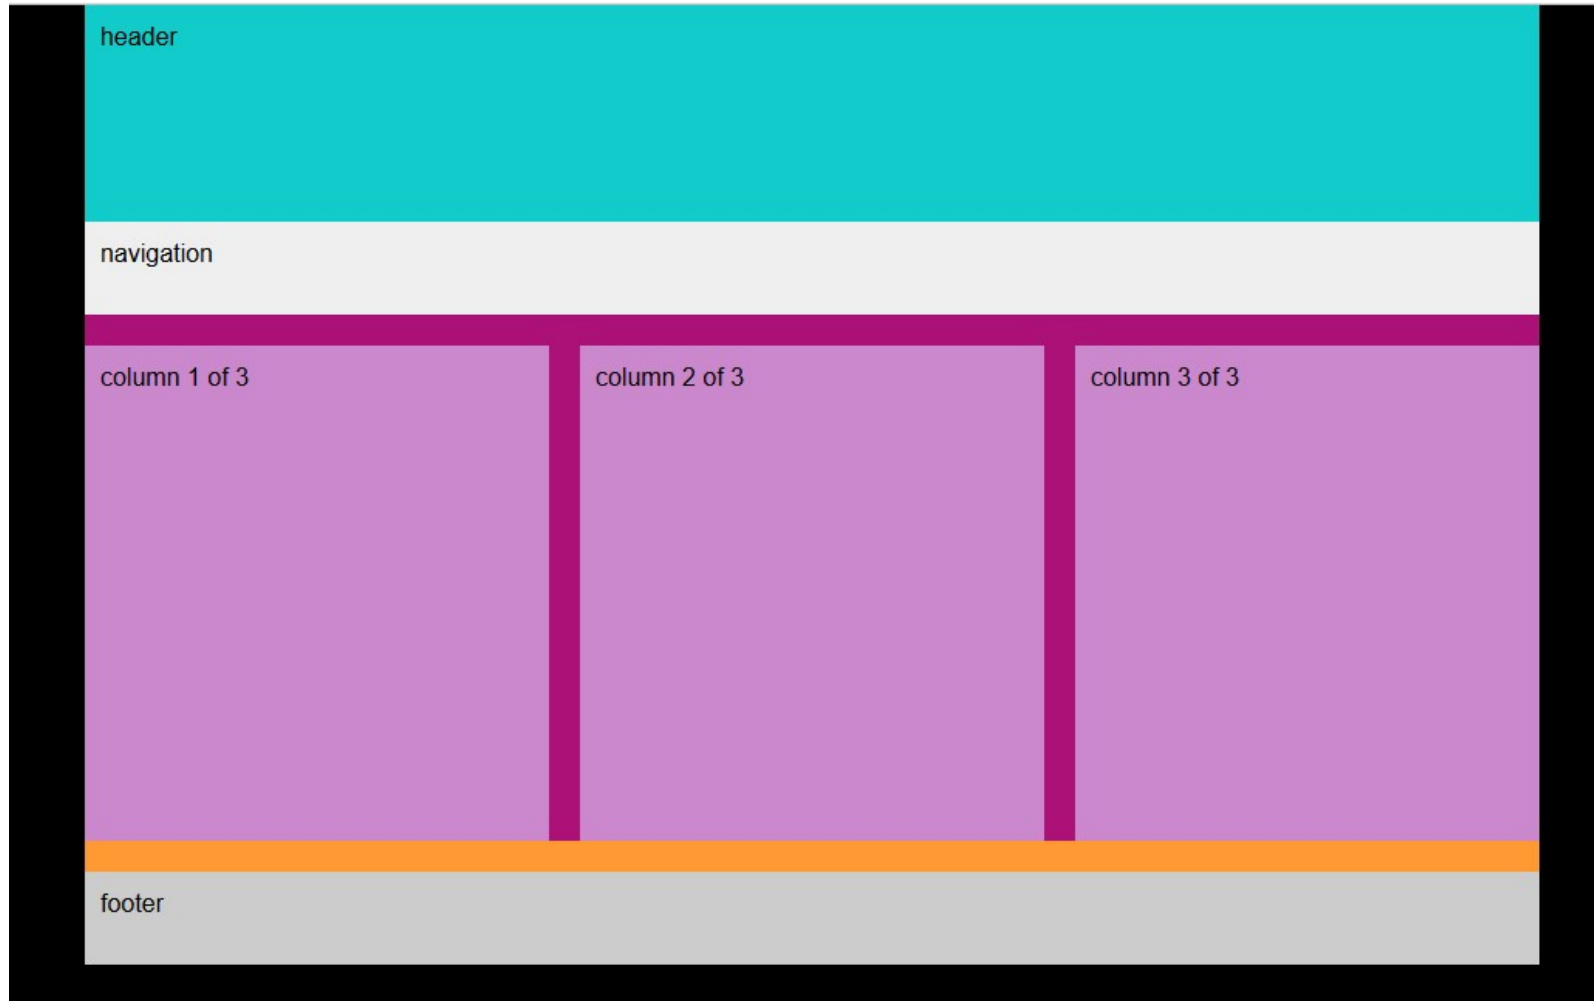 header
navigation
column 1 of 3
column 2 of 3
column 3 of 3
footer